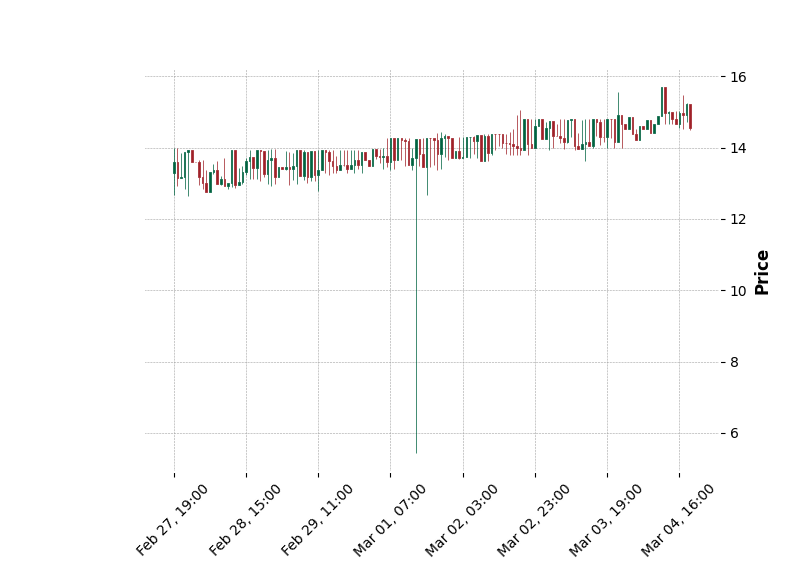 16
14
12
10
8
6
Price
Feb 27, 19:00
Feb 28, 15:00
Feb 29, 11:00
Mar 01, 07:00
Mar 02, 03:00
Mar 02, 23:00
Mar 03, 19:00
Mar 04, 16:00